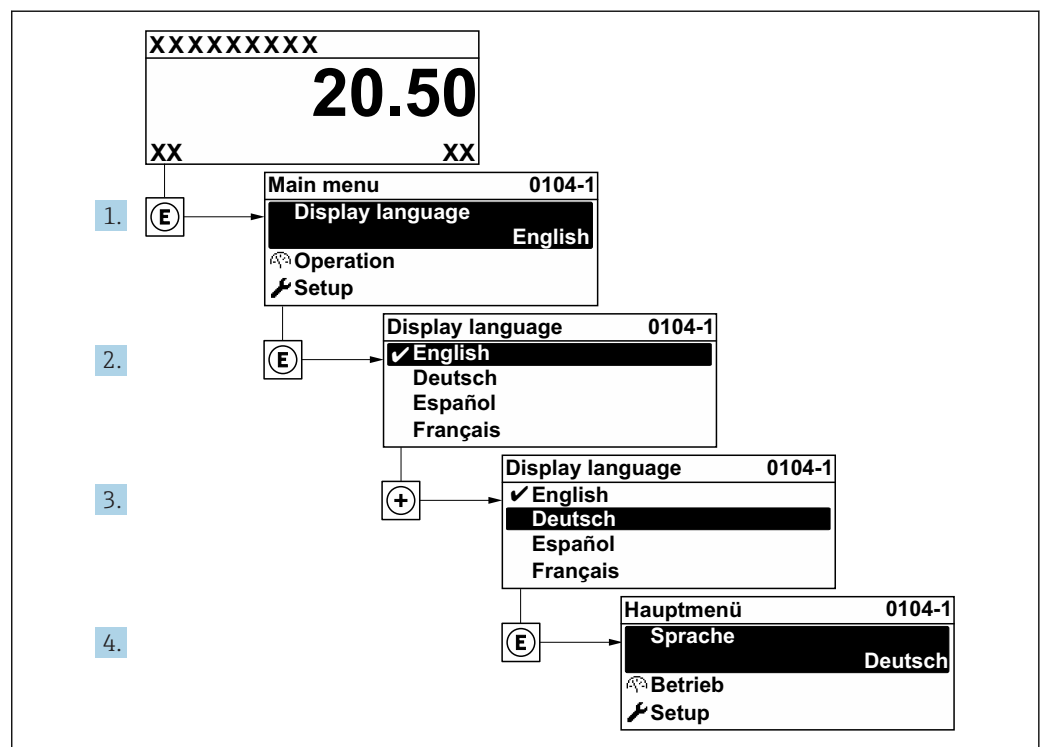 XXXXXXXXX
20.50
XX XX
1. E
Main menu 0104-1
Display language
English
Operation
Setup
2. E
Display language 0104-1
✔ English
Deutsch
Español
Français
3. +
Display language 0104-1
✔ English
Deutsch
Español
Français
4. E
Hauptmenü 0104-1
Sprache
Deutsch
Betrieb
Setup